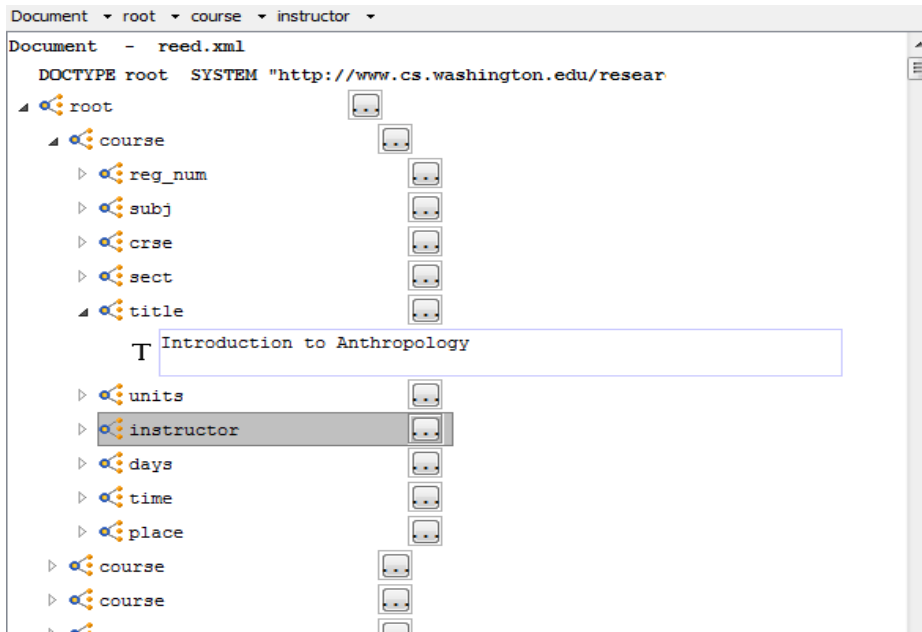 Document root course instructor
Document - reed.xml
DOCTYPE root SYSTEM "http://www.cs.washington.edu/resear
root ...
course ...
reg_num ...
subj ...
crse ...
sect ...
title ...
T Introduction to Anthropology
units ...
instructor ...
days ...
time ...
place ...
course ...
course ...